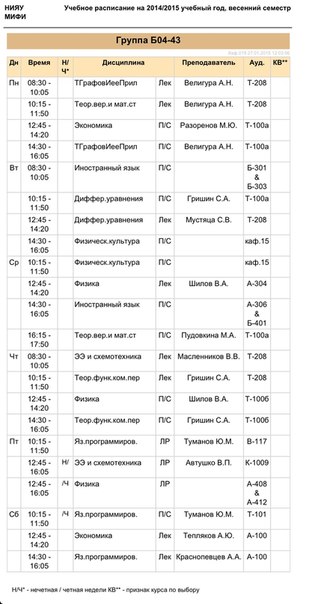 НИЯУ МИФИ
Учебное расписание на 2014/2015 учебный год, весенний семестр
Группа Б04-43
Дн Время Н/Ч* Дисциплина Преподаватель Ауд. КВ**
Пн 08:30 - 10:05 ТГрафовИееПрил Лек Велигура А.Н. Т-208
10:15 - 11:50 Теор.вер.и мат.ст Лек Велигура А.Н. Т-208
12:45 - 14:20 Экономика П/С Разоренов М.Ю. Т-100а
14:30 - 16:05 ТГрафовИееПрил П/С Велигура А.Н. Т-100а
Вт 08:30 - 10:05 Иностранный язык П/С Б-301 & Б-303
10:15 - 11:50 Диффер.уравнения П/С Гришин С.А. Т-100а
12:45 - 14:20 Диффер.уравнения Лек Мустяца С.В. Т-208
14:30 - 16:05 Физическ.культура П/С каф.15
Ср 10:15 - 11:50 Физическ.культура П/С каф.15
12:45 - 14:20 Физика Лек Шилов В.А. А-304
14:30 - 16:05 Иностранный язык П/С А-306 & Б-401
16:15 - 17:50 Теор.вер.и мат.ст П/С Пудовкина М.А. Т-100а
Чт 08:30 - 10:05 ЭЭ и схемотехника Лек Масленников В.В. Т-208
10:15 - 11:50 Теор.функ.ком.пер Лек Гришин С.А. Т-208
12:45 - 14:20 Физика П/С Шилов В.А. Т-100б
14:30 - 16:05 Теор.функ.ком.пер П/С Гришин С.А. Т-100б
Пт 10:15 - 11:50 Яз.программиров. ЛР Туманов Ю.М. В-117
12:45 - 16:05 Н/ ЭЭ и схемотехника ЛР Автушко В.П. К-1009
12:45 - 16:05 /Ч Физика ЛР А-408 & А-412
Сб 10:15 - 11:50 /Ч Яз.программиров. П/С Туманов Ю.М. Т-101
12:45 - 14:20 Экономика Лек Тепляков А.Ю. А-100
14:30 - 16:05 Яз.программиров. Лек Краснопевцев А.А. А-100
Н/Ч* - нечетная / четная недели КВ** - признак курса по выбору